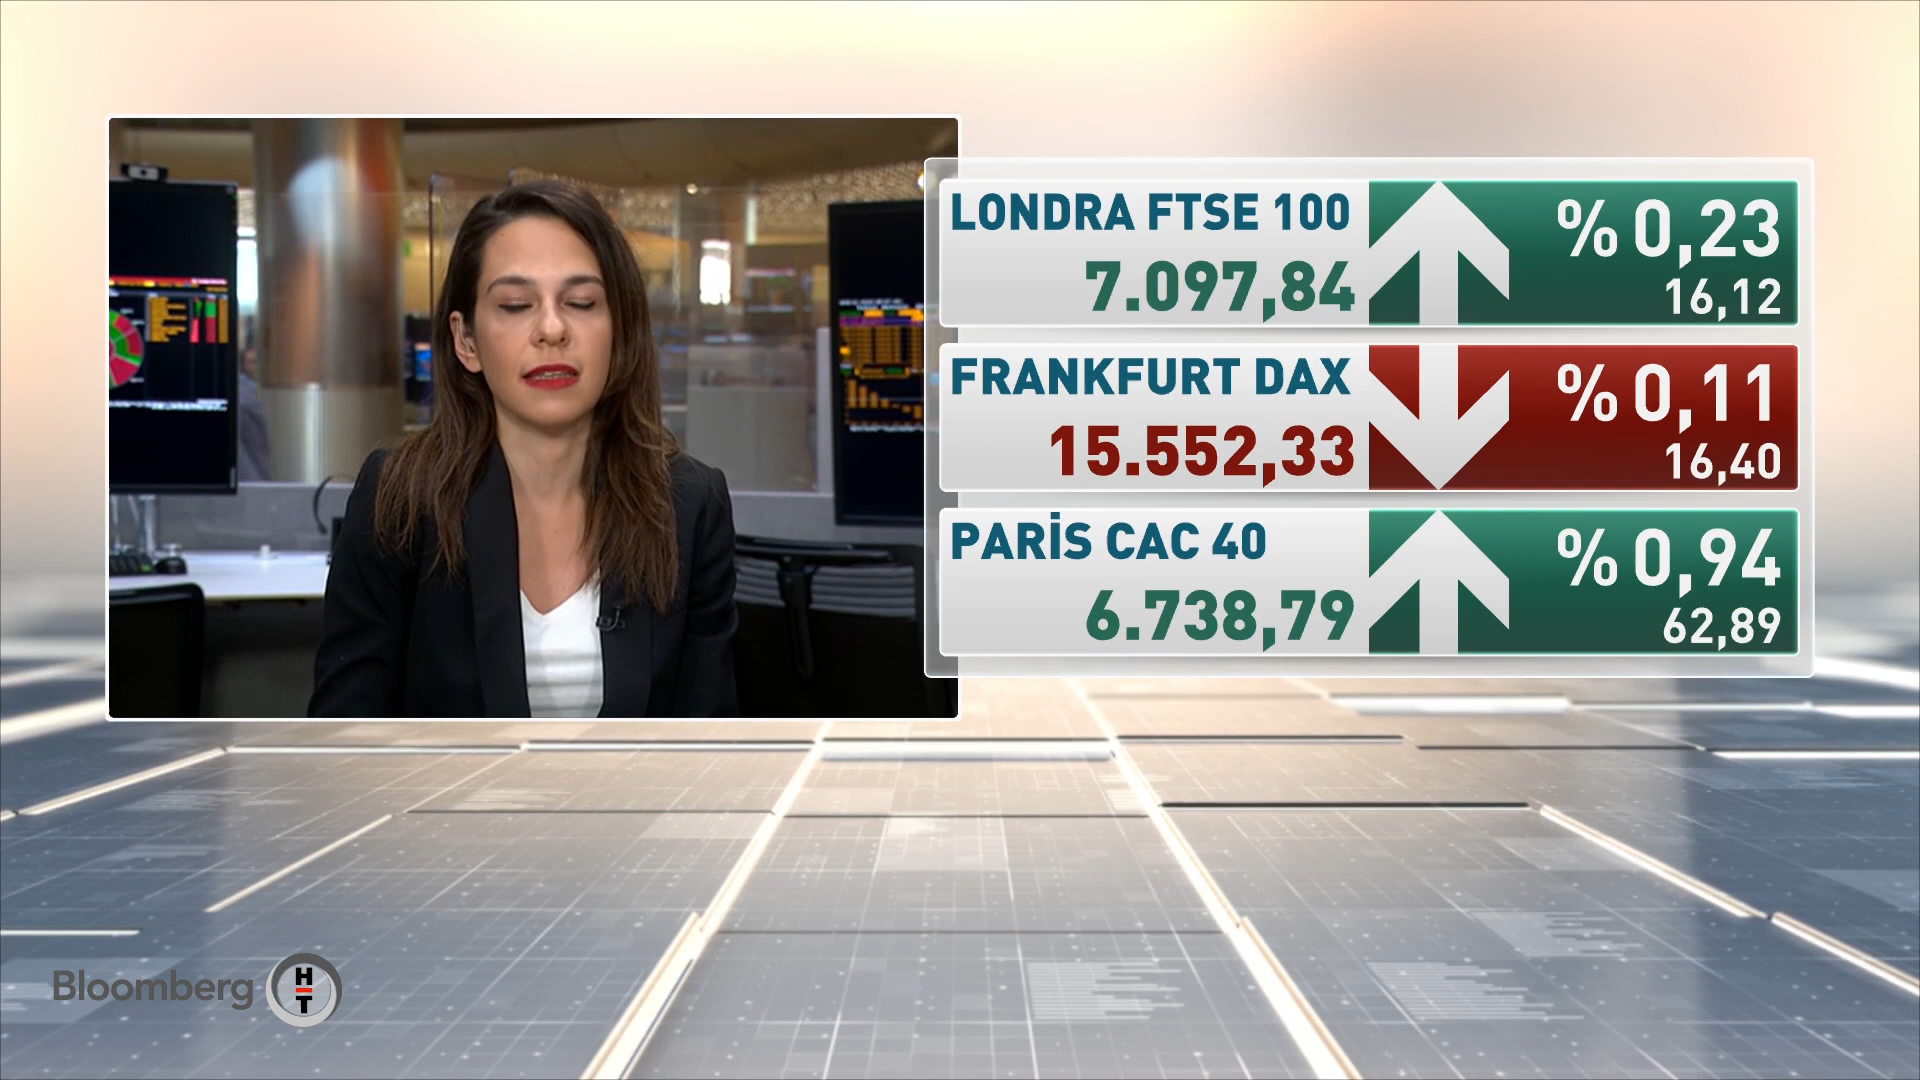 LONDRA FTSE 100
7.097,84
% 0,23
16,12
FRANKFURT DAX
15.552,33
% 0,11
16,40
PARİS CAC 40
6.738,79
% 0,94
62,89
Bloomberg HT